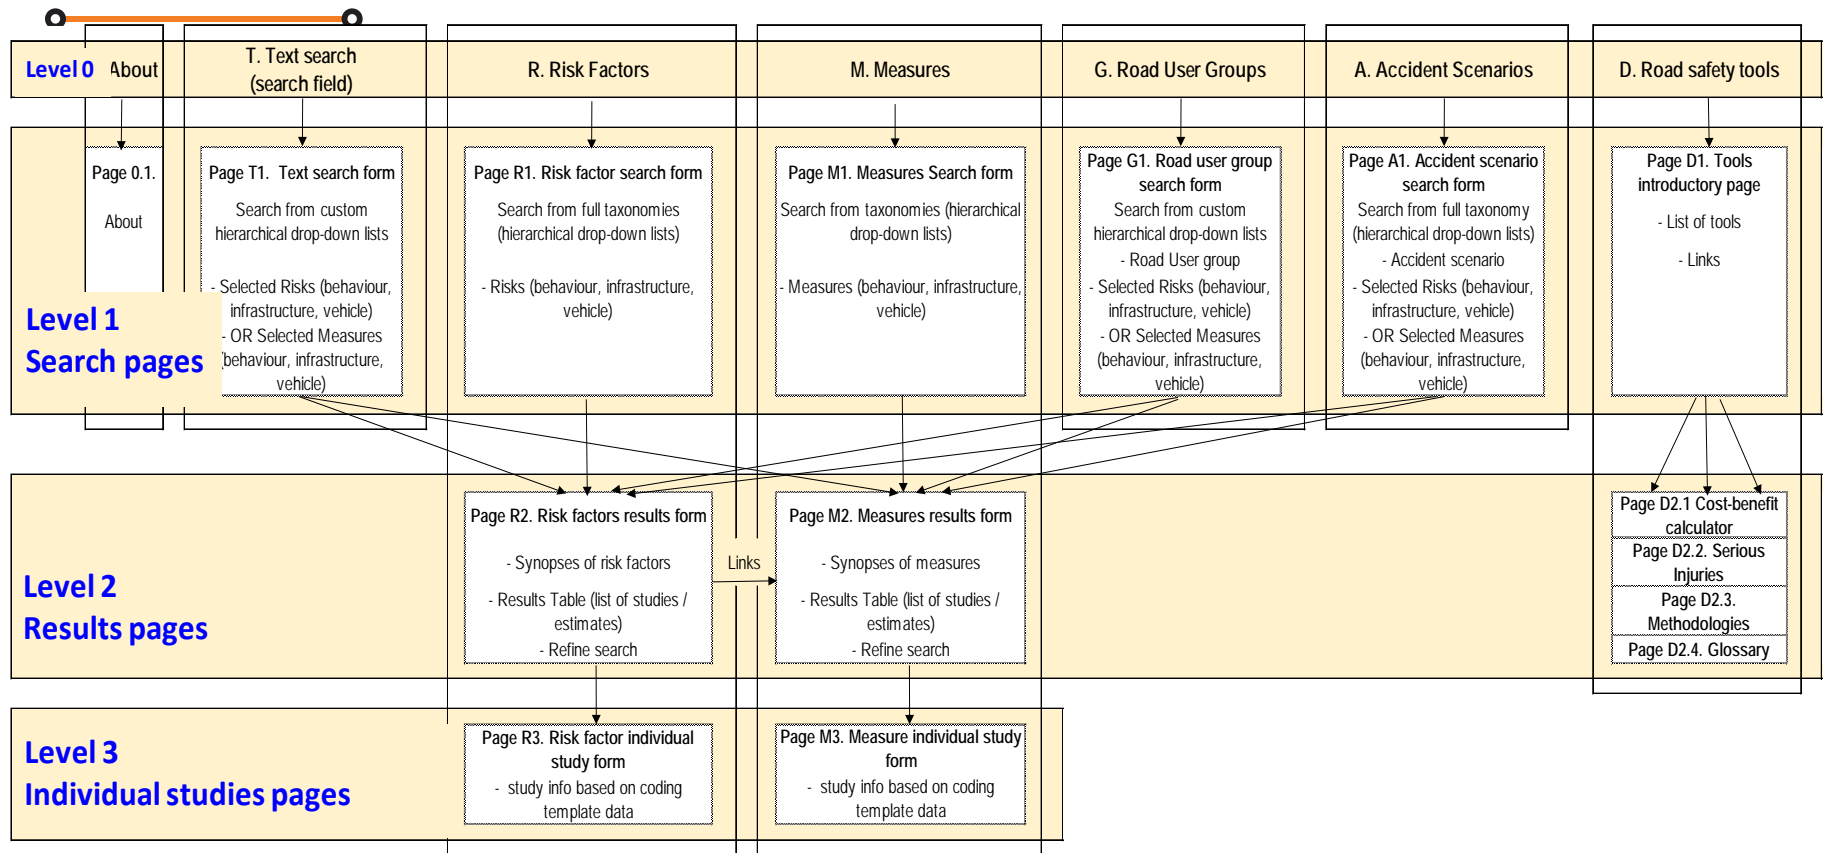 Level 0
About
T. Text search
(search field)
R. Risk Factors
M. Measures
G. Road User Groups
A. Accident Scenarios
D. Road safety tools
Level 1
Search pages
Page 0.1.
About
Page T1. Text search form
Search from custom
hierarchical drop-down lists
- Selected Risks (behaviour,
infrastructure, vehicle)
- OR Selected Measures
(behaviour, infrastructure,
vehicle)
Page R1. Risk factor search form
Search from full taxonomies
(hierarchical drop-down lists)
- Risks (behaviour, infrastructure,
vehicle)
Page M1. Measures Search form
Search from taxonomies (hierarchical
drop-down lists)
- Measures (behaviour, infrastructure,
vehicle)
Page G1. Road user group
search form
Search from custom
hierarchical drop-down lists
- Road User group
- Selected Risks (behaviour,
infrastructure, vehicle)
- OR Selected Measures
(behaviour, infrastructure,
vehicle)
Page A1. Accident scenario
search form
Search from full taxonomy
(hierarchical drop-down lists)
- Accident scenario
- Selected Risks (behaviour,
infrastructure, vehicle)
- OR Selected Measures
(behaviour, infrastructure,
vehicle)
Page D1. Tools
introductory page
- List of tools
- Links
Level 2
Results pages
Page R2. Risk factors results form
- Synopses of risk factors
- Results Table (list of studies /
estimates)
- Refine search
Links
Page M2. Measures results form
- Synopses of measures
- Results Table (list of studies /
estimates)
- Refine search
Page D2.1 Cost-benefit
calculator
Page D2.2. Serious
Injuries
Page D2.3.
Methodologies
Page D2.4. Glossary
Level 3
Individual studies pages
Page R3. Risk factor individual
study form
- study info based on coding
template data
Page M3. Measure individual study
form
- study info based on coding
template data